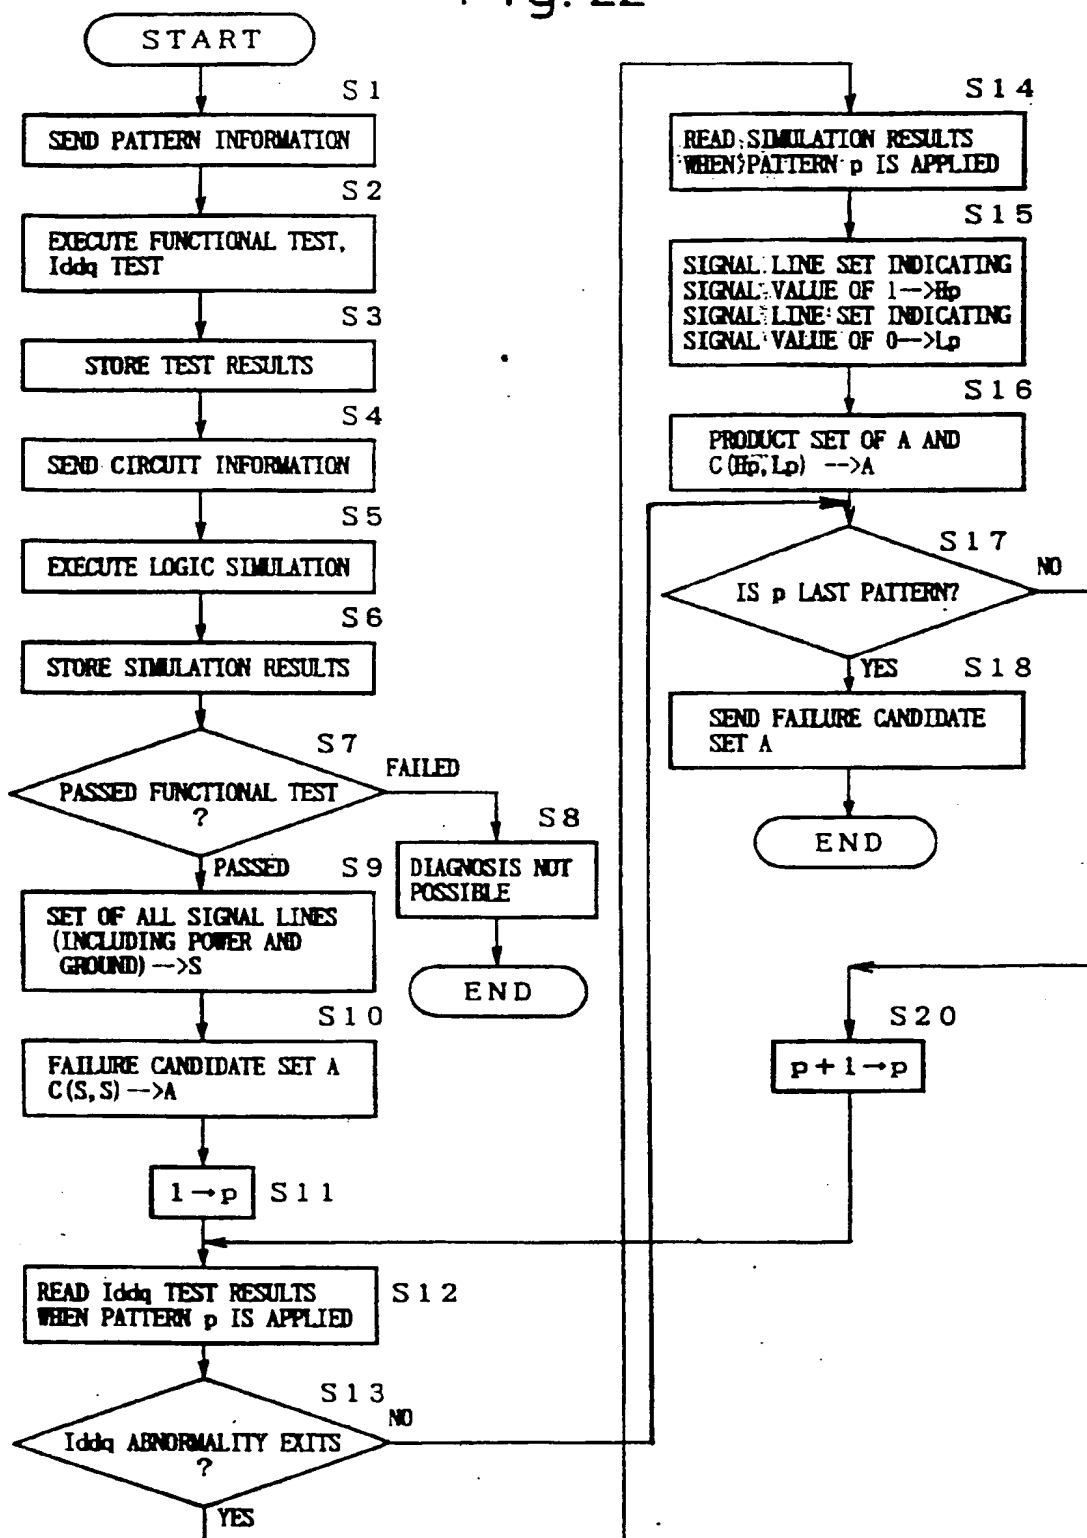 Fig. 22
START
S1
SEND PATTERN INFORMATION
S2
EXECUTE FUNCTIONAL TEST,
Iddq TEST
S3
STORE TEST RESULTS
S4
SEND CIRCUIT INFORMATION
S5
EXECUTE LOGIC SIMULATION
S6
STORE SIMULATION RESULTS
S7
PASSED FUNCTIONAL TEST
?
FAILED
S8
DIAGNOSIS NOT
POSSIBLE
END
PASSED
S9
SET OF ALL SIGNAL LINES
(INCLUDING POWER AND
GROUND)-->S
S10
FAILURE CANDIDATE SET A
C(S,S)-->A
1→p
S11
READ Iddq TEST RESULTS
WHEN PATTERN p IS APPLIED
S12
S13
Iddq ABNORMALITY EXITS
?
NO
YES
S14
READ SIMULATION RESULTS
WHEN PATTERN p IS APPLIED
S15
SIGNAL LINE SET INDICATING
SIGNAL VALUE OF 1-->Hp
SIGNAL LINE SET INDICATING
SIGNAL VALUE OF 0-->Lp
S16
PRODUCT SET OF A AND
C(Hp,Lp) -->A
S17
IS p LAST PATTERN?
NO
YES
S18
SEND FAILURE CANDIDATE
SET A
END
S20
p+1→p